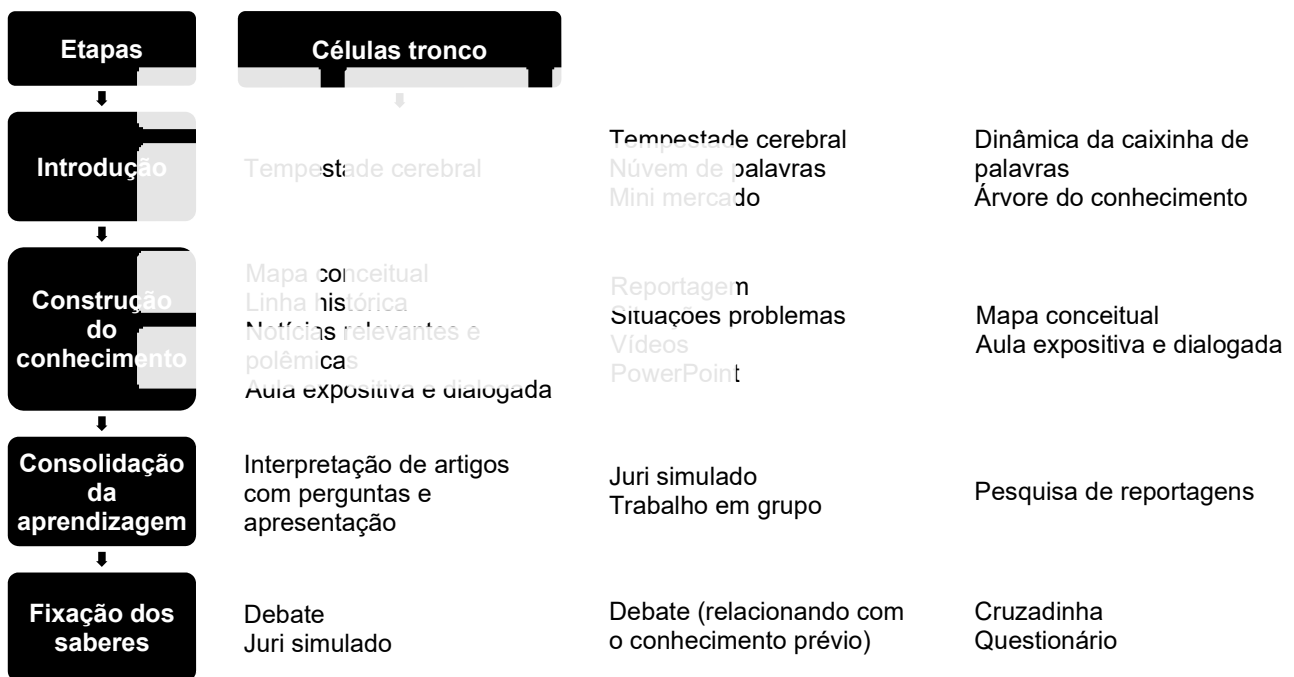 Etapas
Células tronco
Introdução
Tempestade cerebral
Tempestade cerebral
Núvem de palavras
Mini mercado
Dinâmica da caixinha de
palavras
Árvore do conhecimento
Construção
do
conhecimento
Mapa conceitual
Linha histórica
Notícias relevantes e
polêmicas
Aula expositiva e dialogada
Reportagem
Situações problemas
Vídeos
PowerPoint
Mapa conceitual
Aula expositiva e dialogada
Consolidação
da
aprendizagem
Interpretação de artigos
com perguntas e
apresentação
Juri simulado
Trabalho em grupo
Pesquisa de reportagens
Fixação dos
saberes
Debate
Juri simulado
Debate (relacionando com
o conhecimento prévio)
Cruzadinha
Questionário